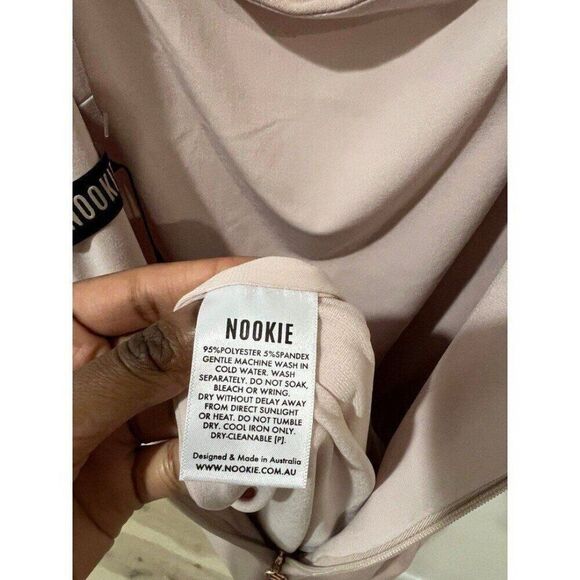 NOOKIE
NOOKIE
95%POLYESTER 5%SPANDEX
GENTLE MACHINE WASH IN
COLD WATER. WASH
SEPARATELY. DO NOT SOAK,
BLEACH OR WRING.
DRY WITHOUT DELAY AWAY
FROM DIRECT SUNLIGHT
OR HEAT. DO NOT TUMBLE
DRY. COOL IRON ONLY.
DRY-CLEANABLE [P].
Designed & Made in Australia
WWW.NOOKIE.COM.AU